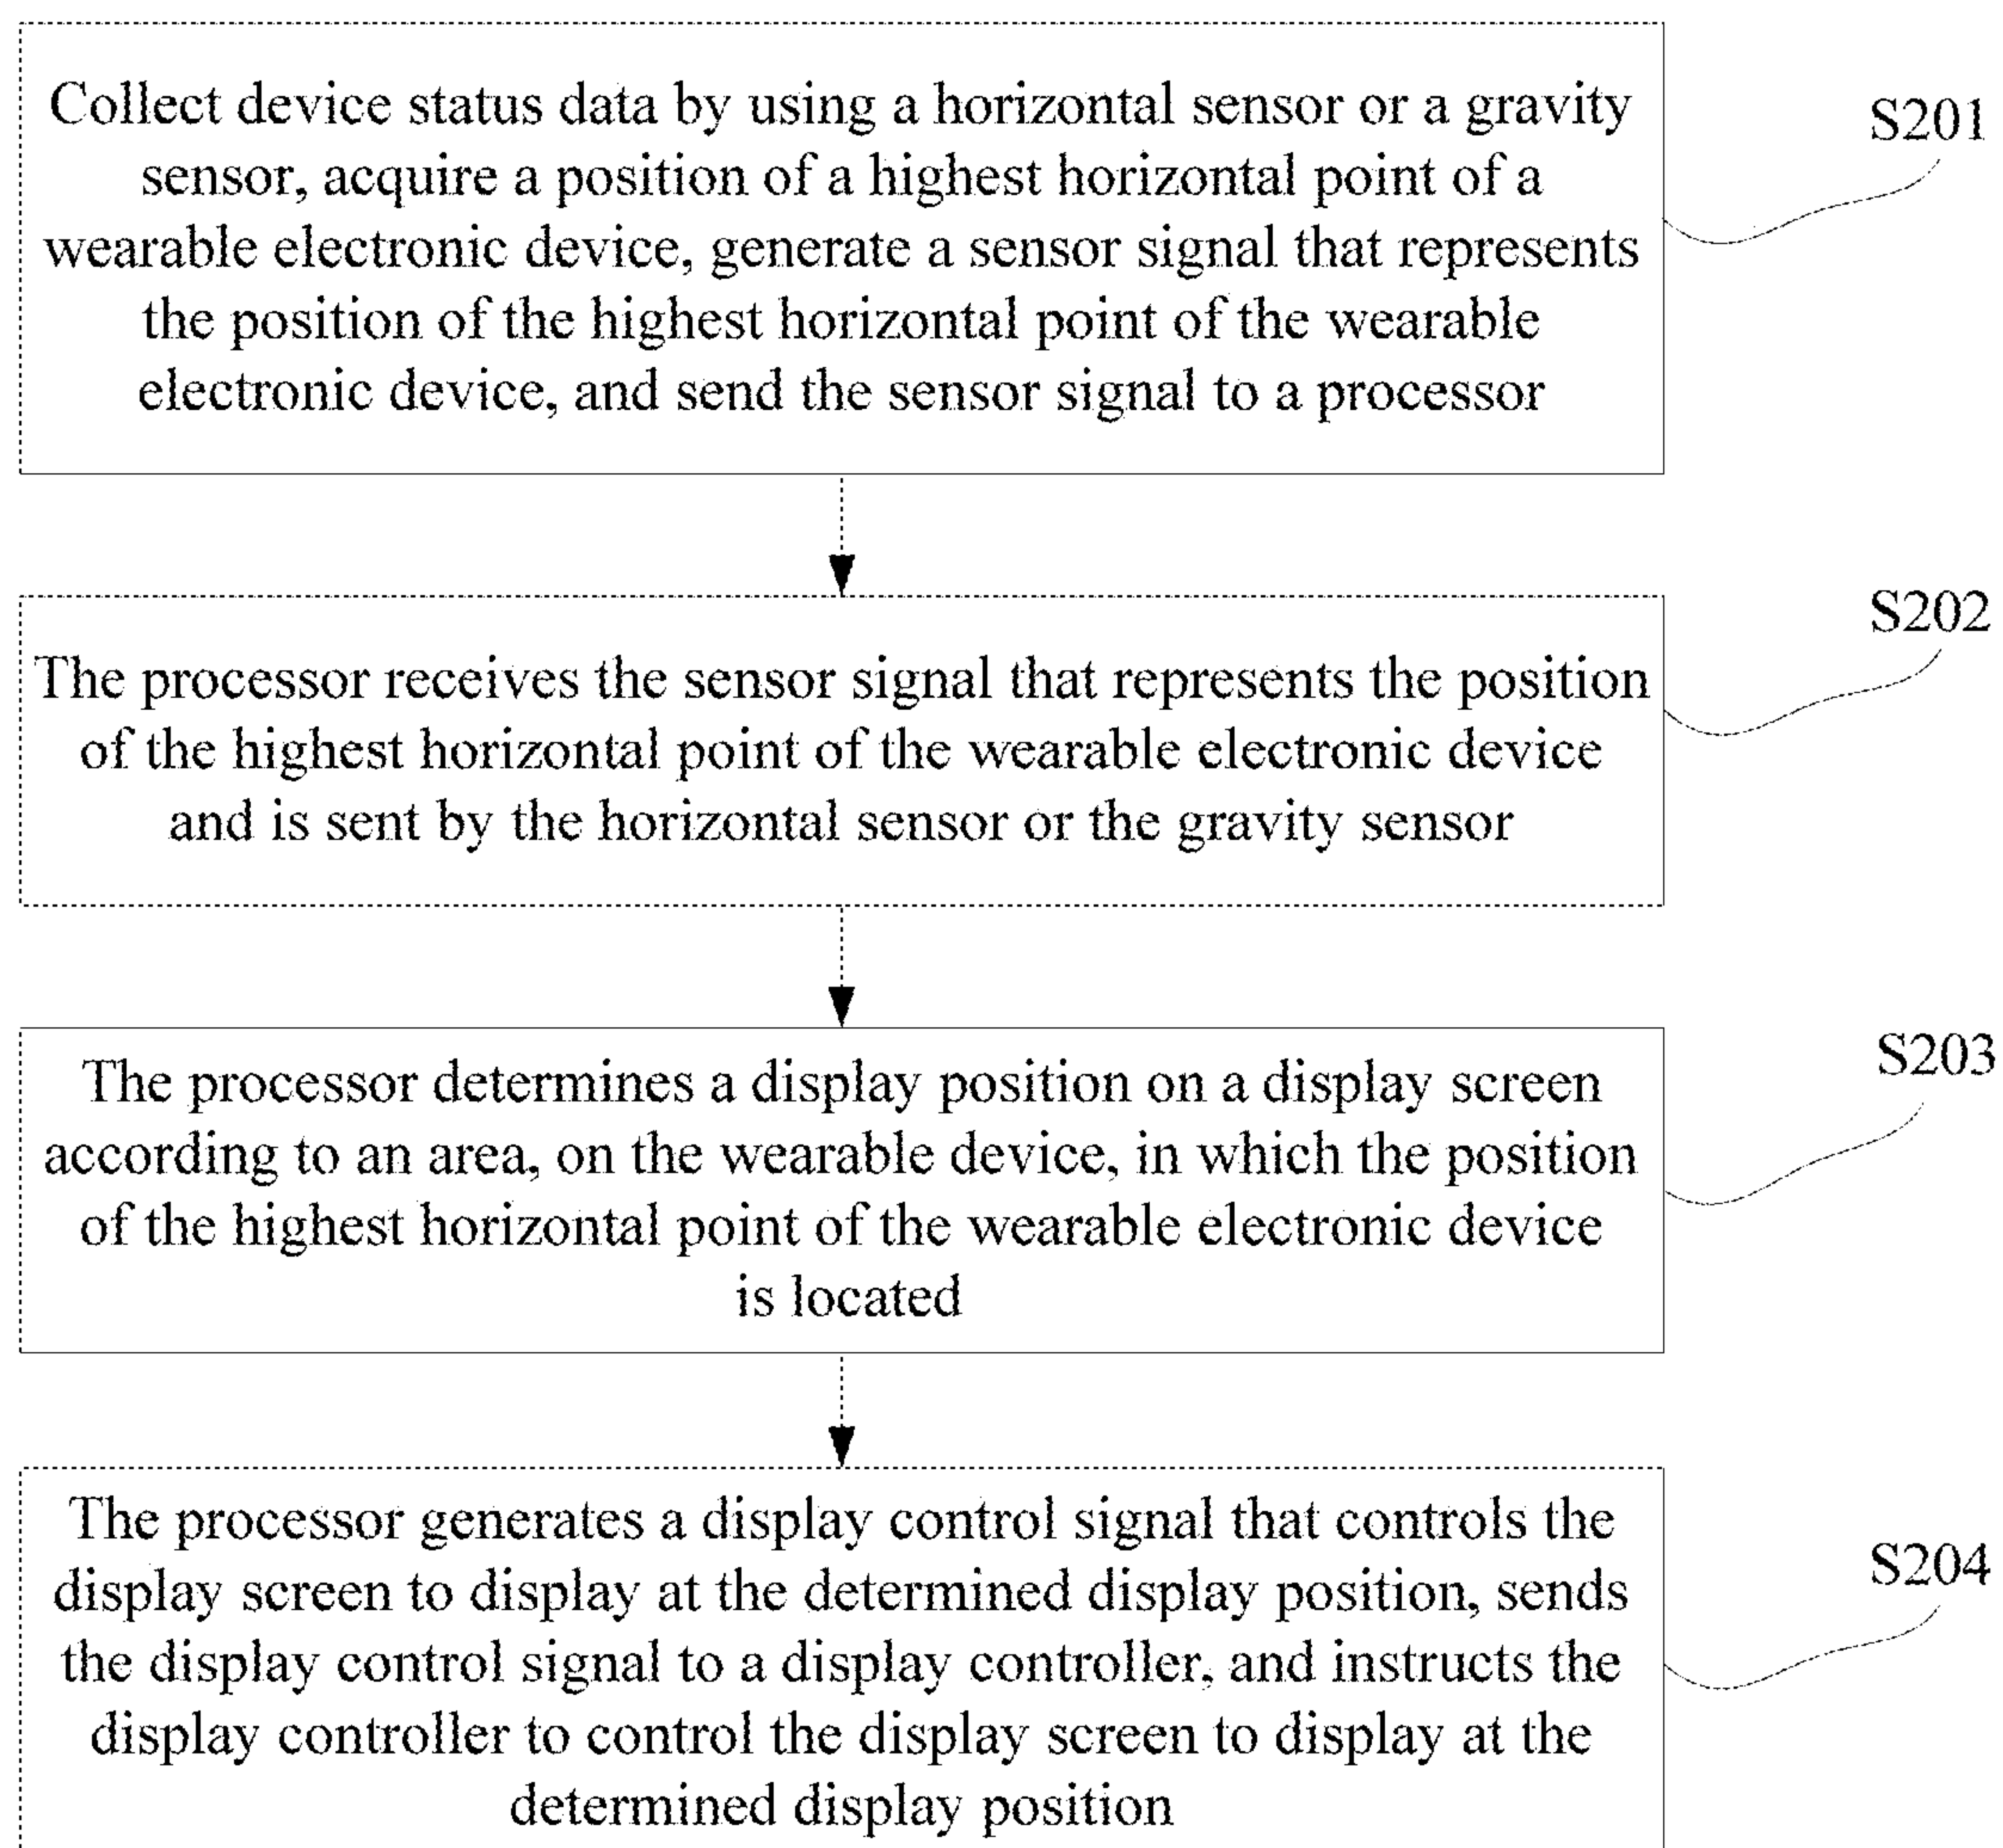 Collect device status data by using a horizontal sensor or a gravity
sensor, acquire a position of a highest horizontal point of a
wearable electronic device, generate a sensor signal that represents
the position of the highest horizontal point of the wearable
electronic device, and send the sensor signal to a processor
S201
The processor receives the sensor signal that represents the position
of the highest horizontal point of the wearable electronic device
and is sent by the horizontal sensor or the gravity sensor
S202
The processor determines a display position on a display screen
according to an area, on the wearable device, in which the position
of the highest horizontal point of the wearable electronic device
is located
S203
The processor generates a display control signal that controls the
display screen to display at the determined display position, sends
the display control signal to a display controller, and instructs the
display controller to control the display screen to display at the
determined display position
S204